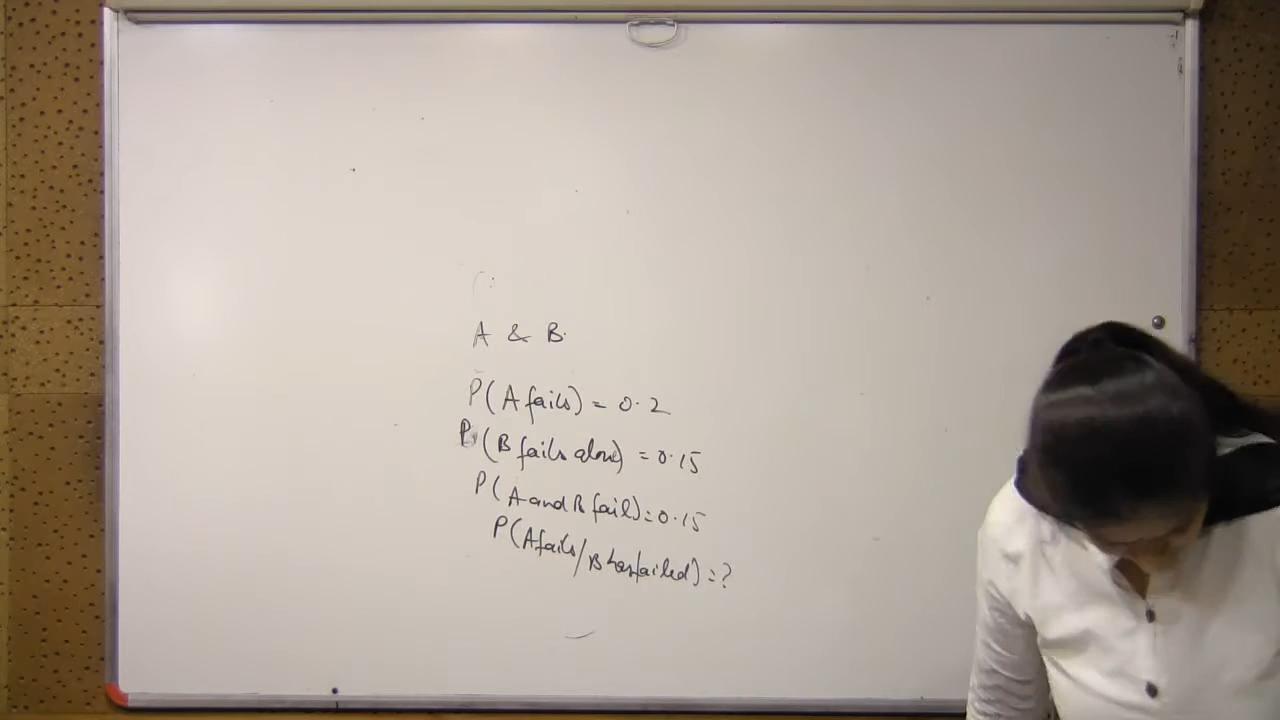 A & B.
P(A fails) = 0.2
P(B fails alone) = 0.15
P(A and B fail) = 0.15
P(A fails/B has failed) = ?